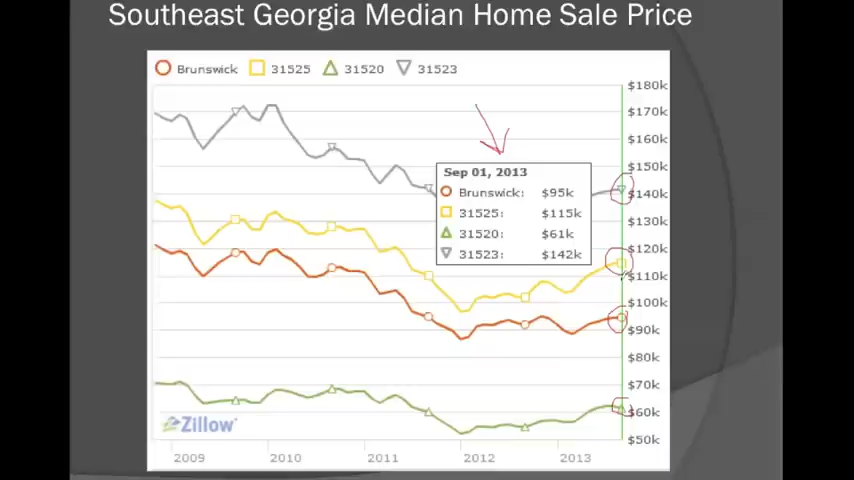 Southeast Georgia Median Home Sale Price
Brunswick 31525 31520 31523
$180k
$170k
$160k
$150k
$140k
$130k
$120k
$110k
$100k
$90k
$80k
$70k
$60k
$50k
Sep 01, 2013
Brunswick: $95k
31525: $115k
31520: $61k
31523: $142k
Zillow
2009 2010 2011 2012 2013